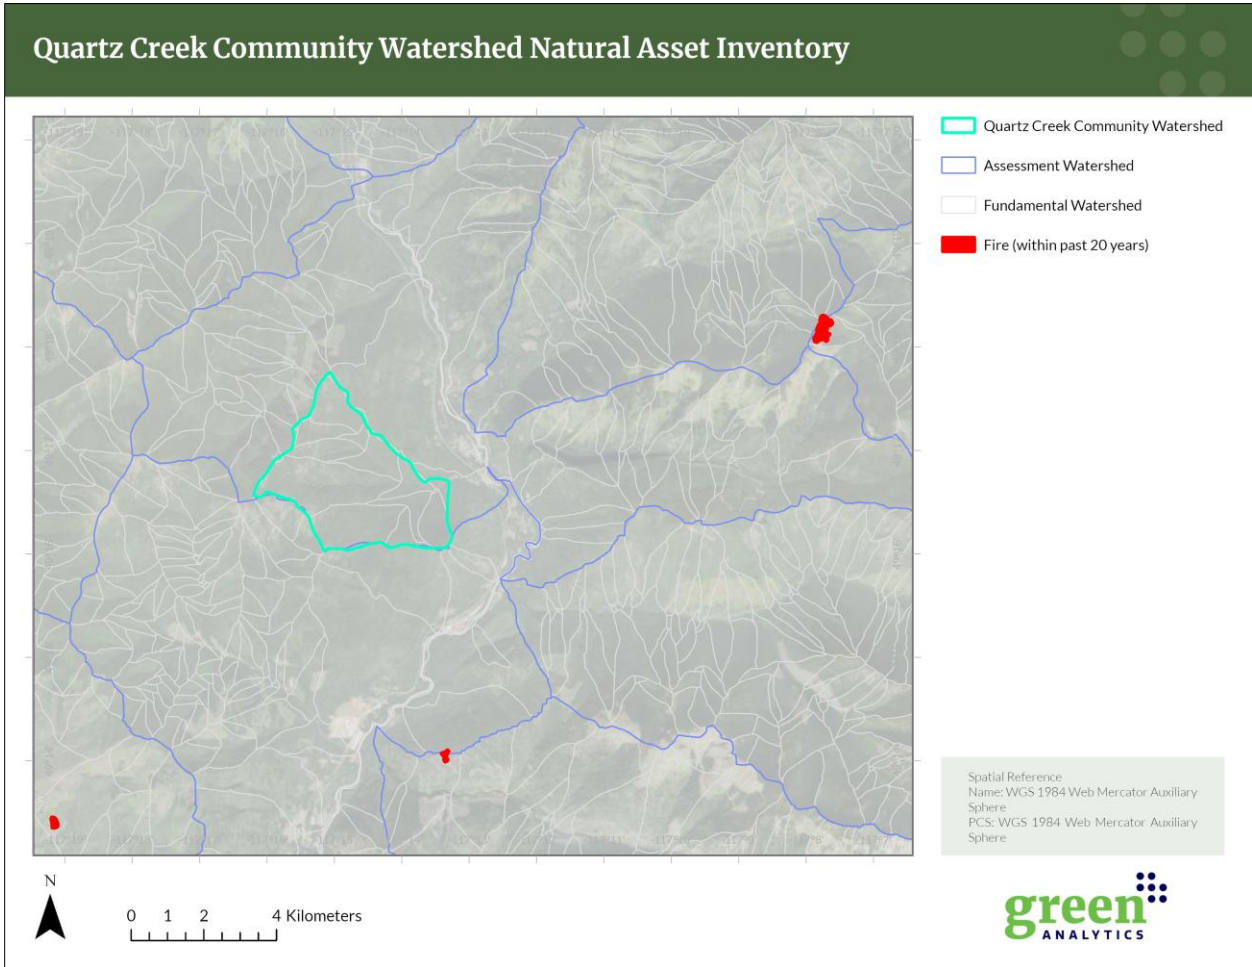 Quartz Creek Community Watershed Natural Asset Inventory
Quartz Creek Community Watershed
Assessment Watershed
Fundamental Watershed
Fire (within past 20 years)
Spatial Reference
Name: WGS 1984 Web Mercator Auxiliary
Sphere
PCS: WGS 1984 Web Mercator Auxiliary
Sphere
N
0 1 2 4 Kilometers
green
ANALYTICS